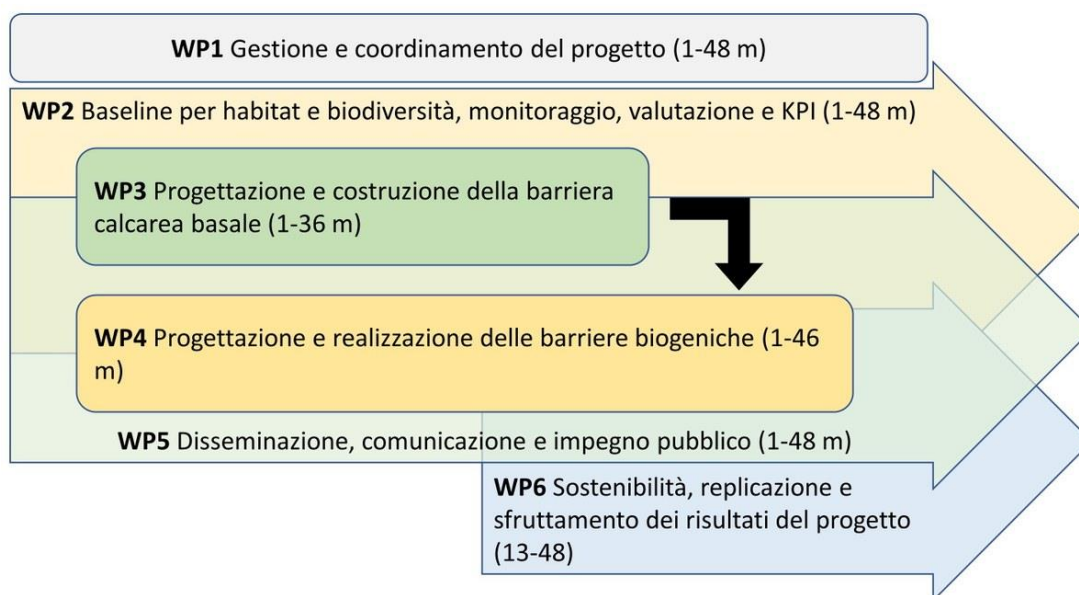 WP1 Gestione e coordinamento del progetto (1-48 m)
WP2 Baseline per habitat e biodiversità, monitoraggio, valutazione e KPI (1-48 m)
WP3 Progettazione e costruzione della barriera
calcarea basale (1-36 m)
WP4 Progettazione e realizzazione delle barriere biogeniche (1-46
m)
WP5 Disseminazione, comunicazione e impegno pubblico (1-48 m)
WP6 Sostenibilità, replicazione e
sfruttamento dei risultati del progetto
(13-48)